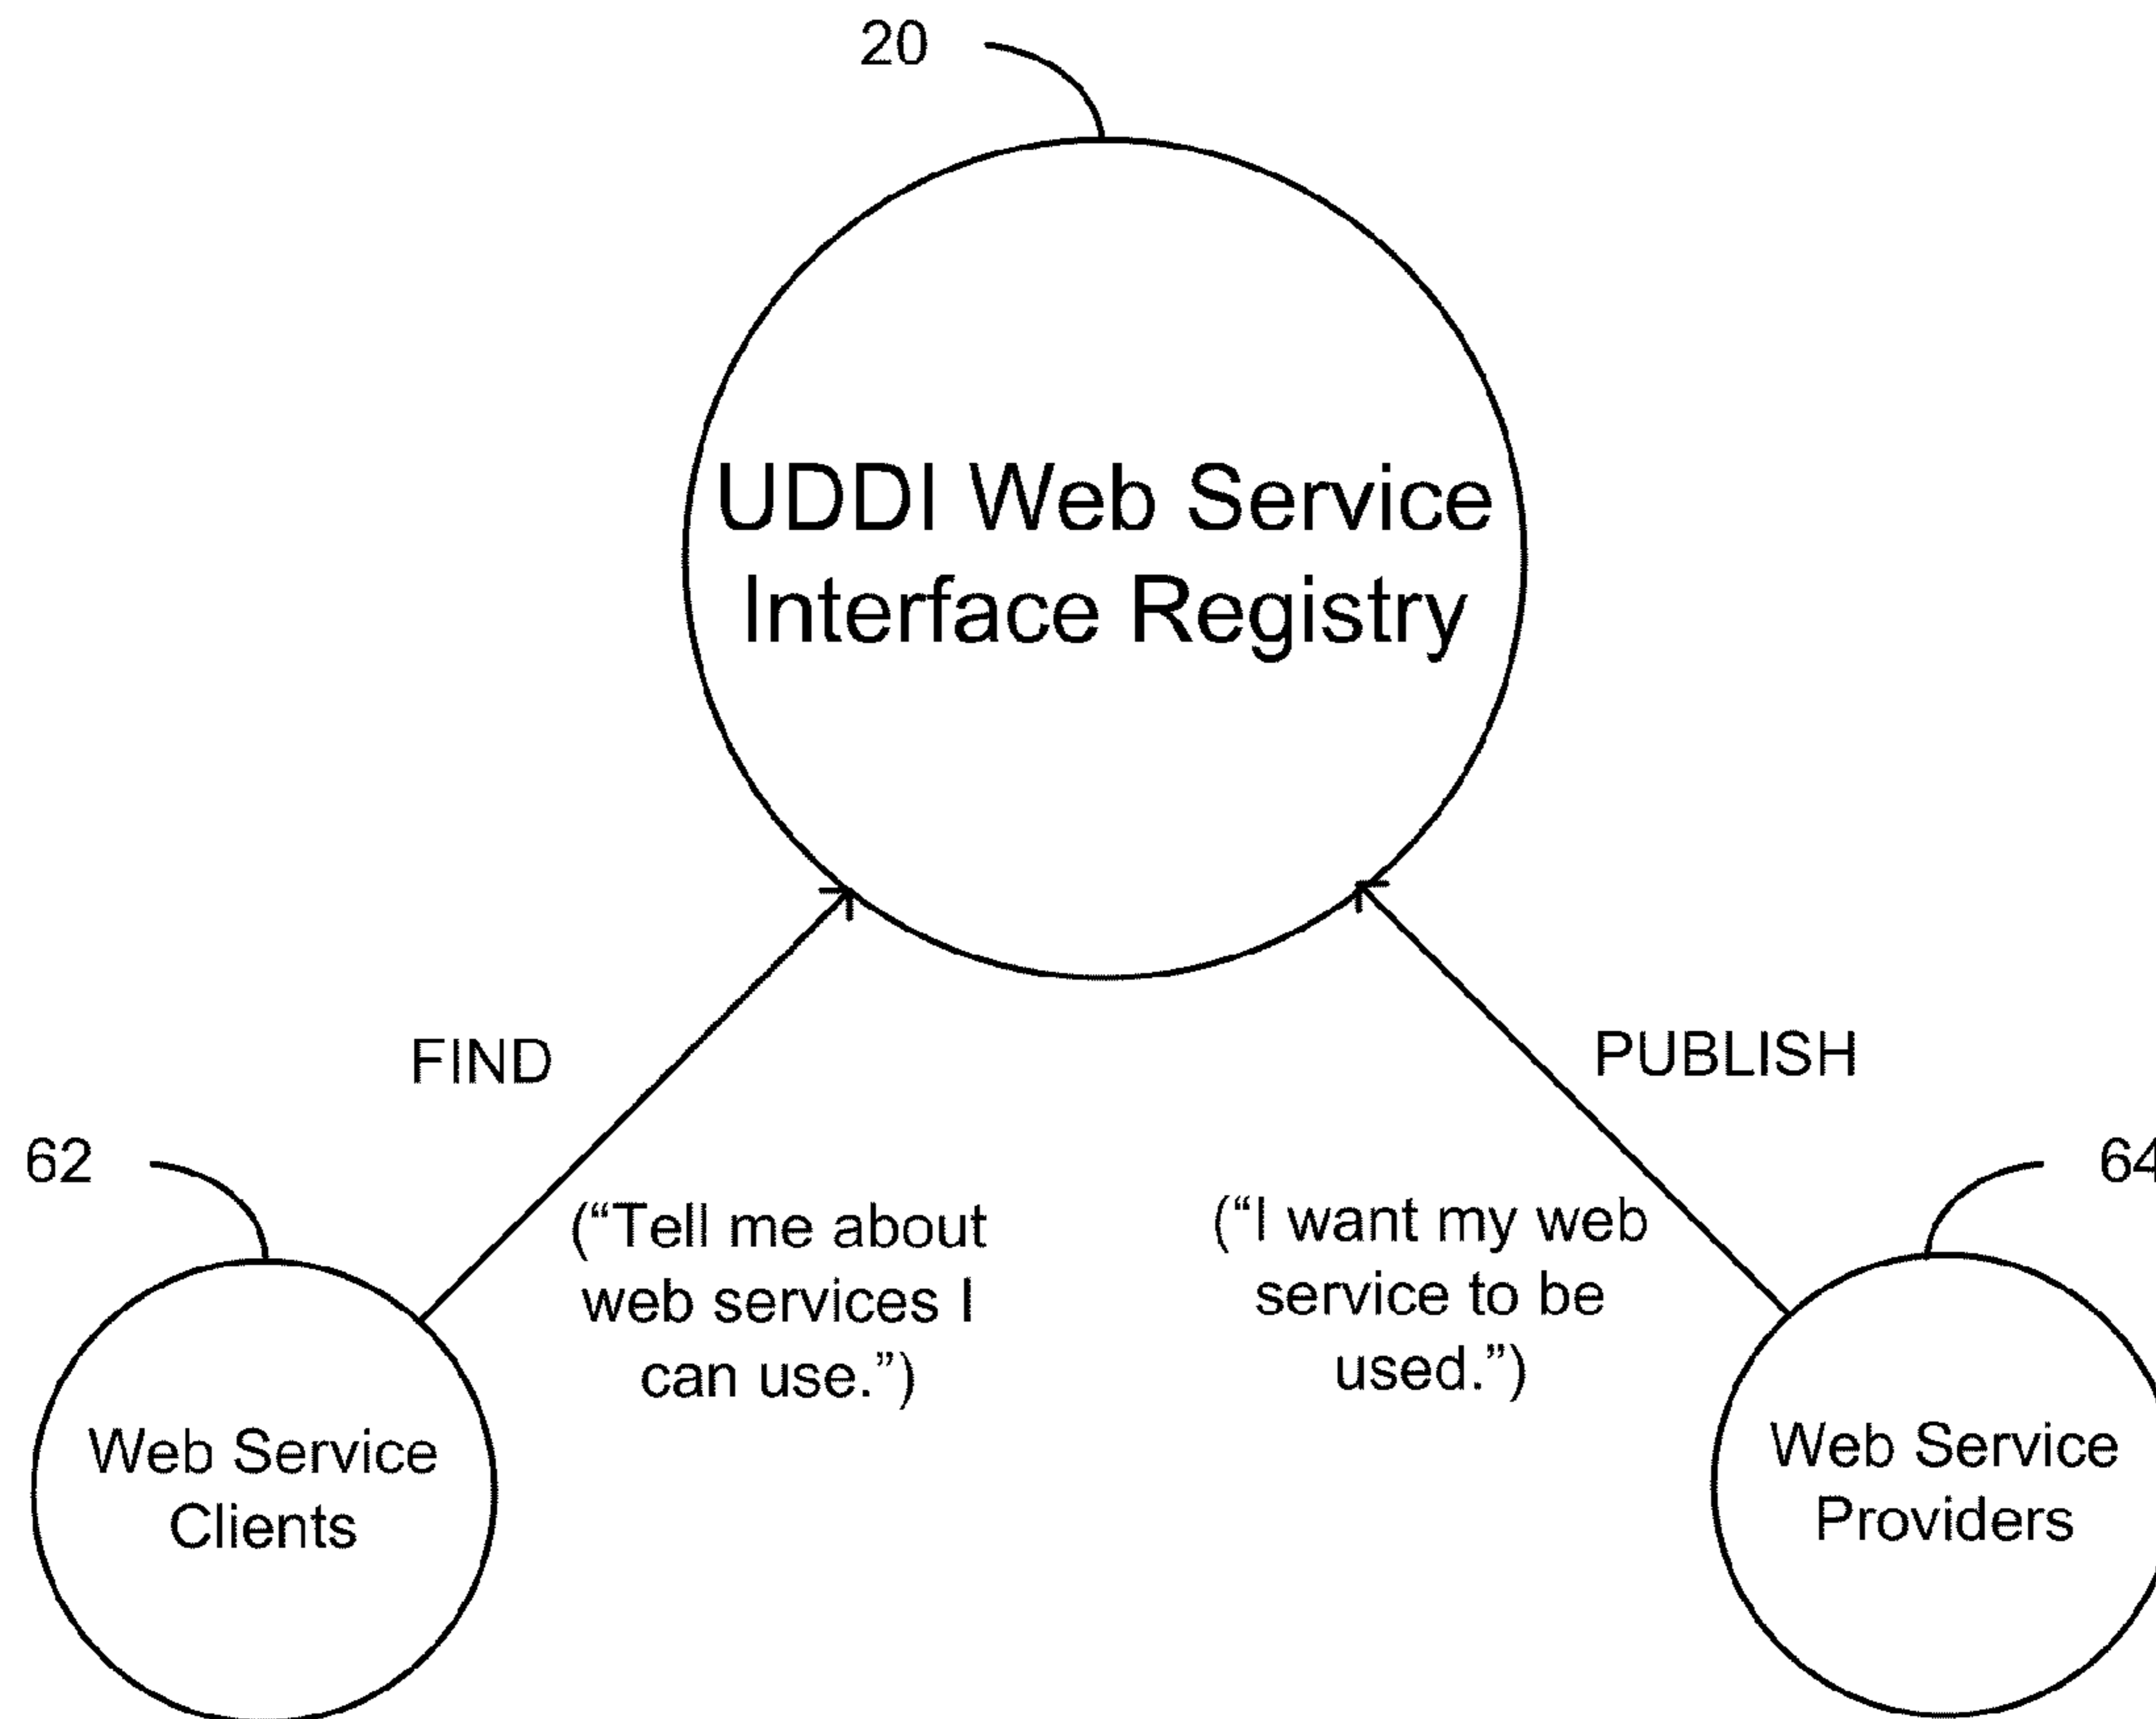 20
UDDI Web Service
Interface Registry
FIND
PUBLISH
62
64
(“Tell me about
web services I
can use.”)
(“I want my web
service to be
used.”)
Web Service
Clients
Web Service
Providers